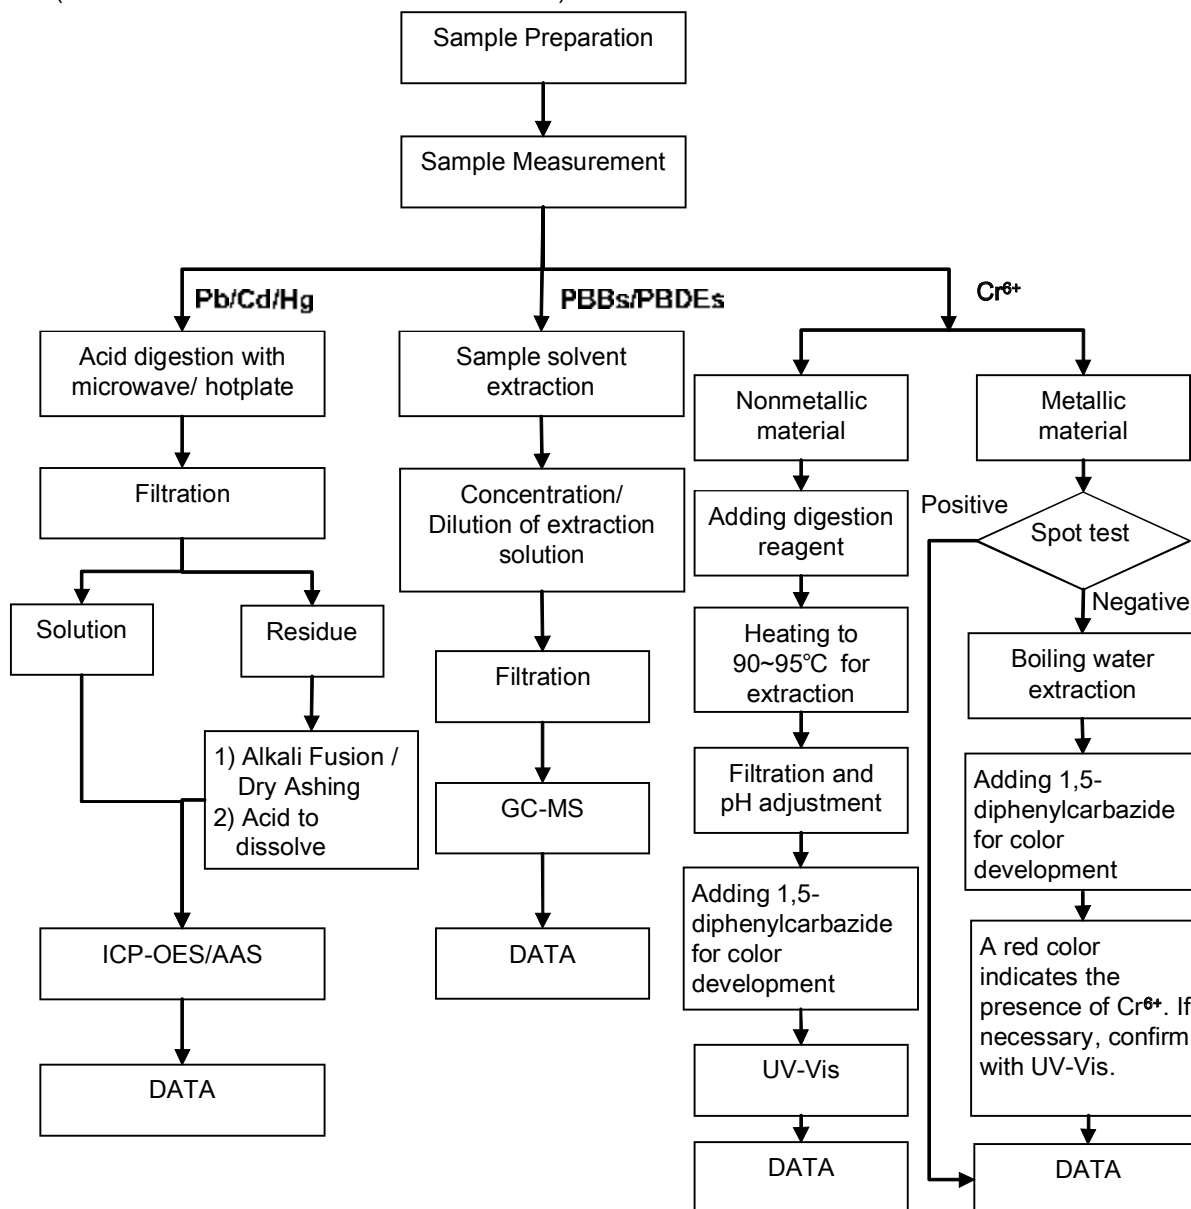 Sample Preparation
Sample Measurement
Pb/Cd/Hg
PBBs/PBDEs
Cr⁶⁺
Acid digestion with
microwave/ hotplate
Filtration
Solution
Residue
1) Alkali Fusion /
Dry Ashing
2) Acid to
dissolve
ICP-OES/AAS
DATA
Sample solvent
extraction
Concentration/
Dilution of extraction
solution
Filtration
GC-MS
DATA
Nonmetallic
material
Adding digestion
reagent
Heating to
90~95℃ for
extraction
Filtration and
pH adjustment
Adding 1,5-
diphenylcarbazide
for color
development
UV-Vis
DATA
Metallic
material
Positive
Spot test
Negative
Boiling water
extraction
Adding 1,5-
diphenylcarbazide
for color
development
A red color
indicates the
presence of Cr⁶⁺. If
necessary, confirm
with UV-Vis.
DATA